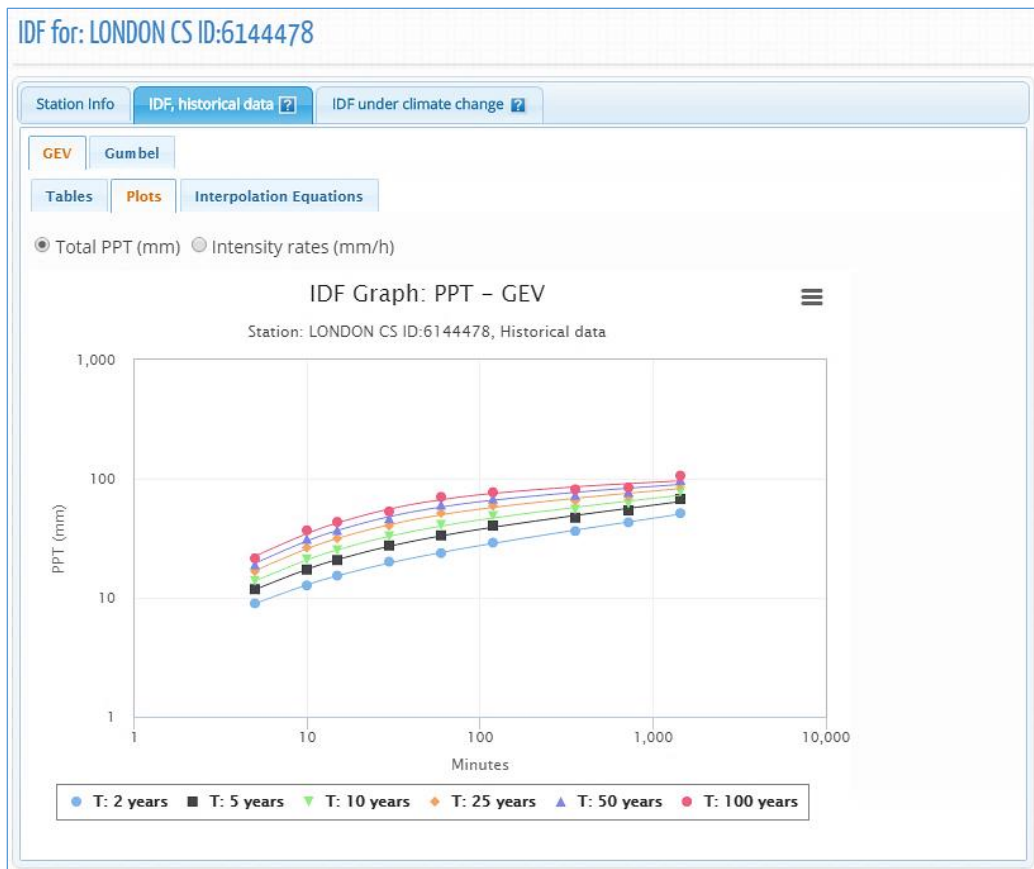 IDF for: LONDON CS ID:6144478
Station Info IDF, historical data ? IDF under climate change ?
GEV Gumbel
Tables Plots Interpolation Equations
Total PPT (mm) Intensity rates (mm/h)
IDF Graph: PPT – GEV
Station: LONDON CS ID:6144478, Historical data
1,000
100
10
1
PPT (mm)
1 10 100 1,000 10,000
Minutes
T: 2 years T: 5 years T: 10 years T: 25 years T: 50 years T: 100 years